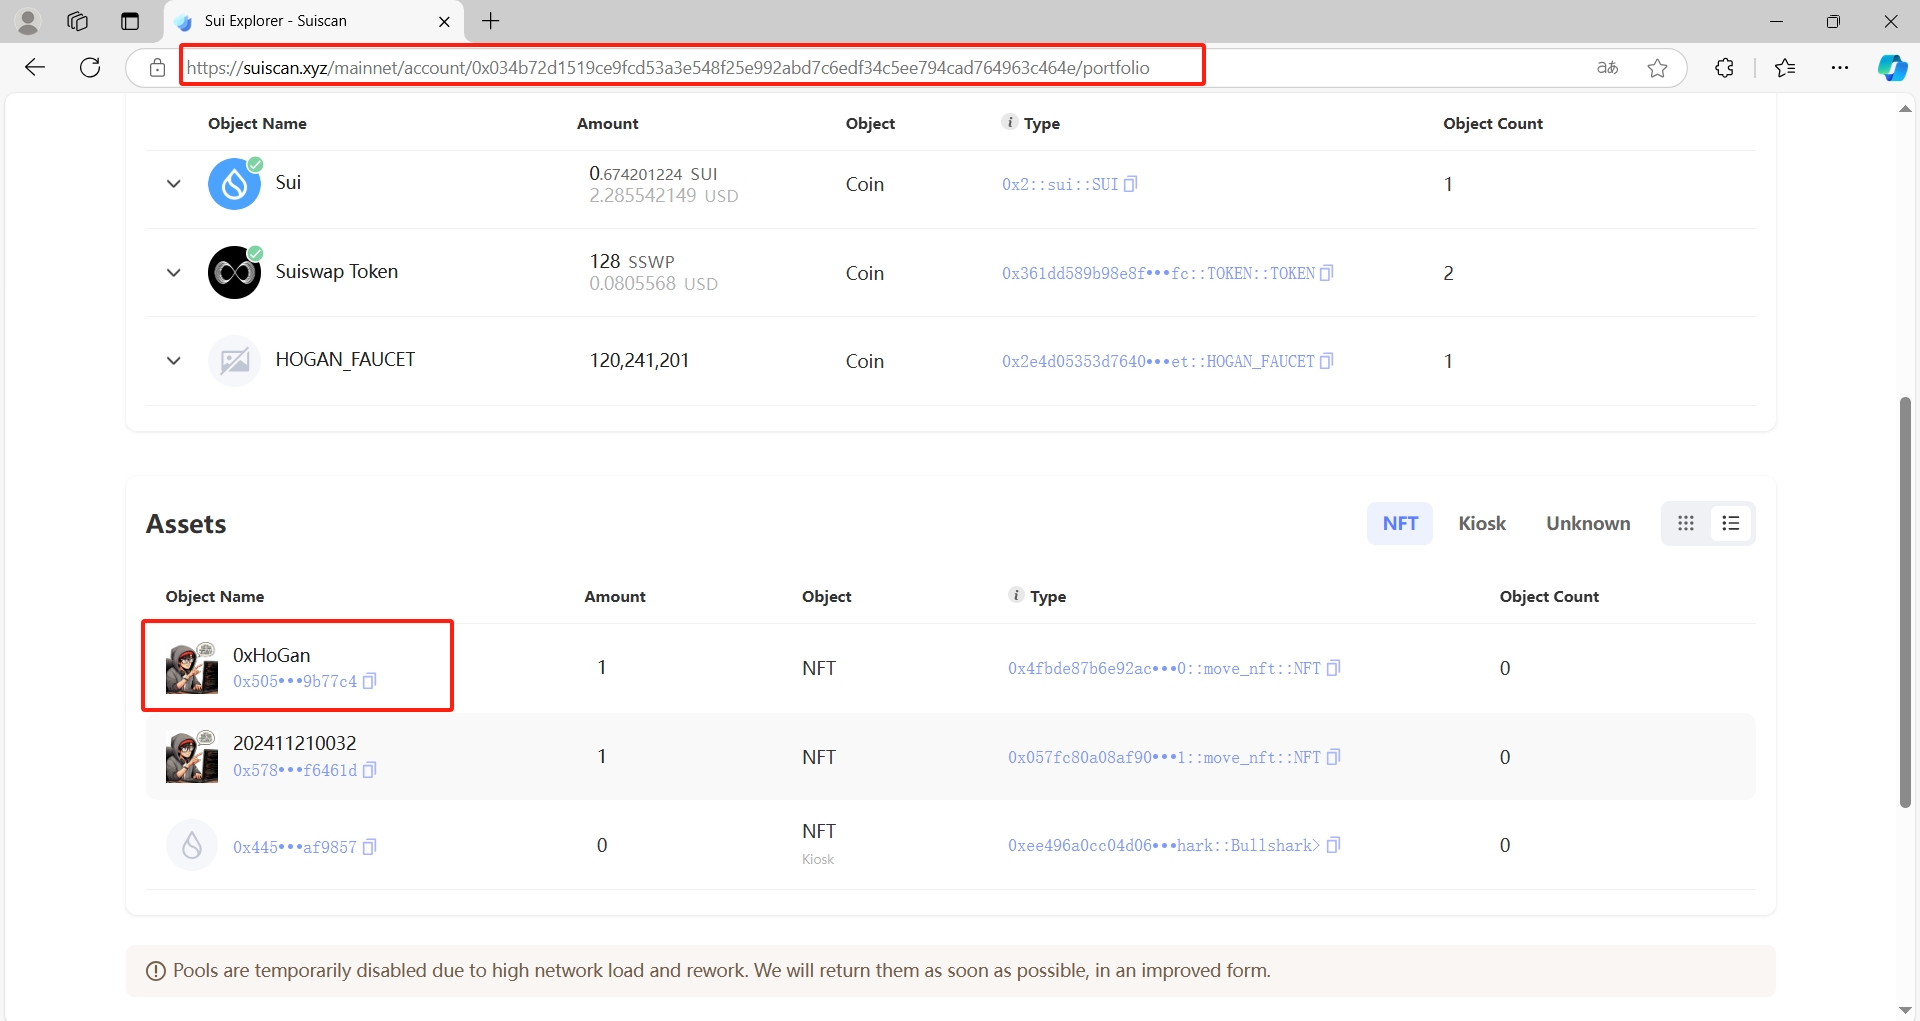 Sui Explorer - Suiscan
https://suiscan.xyz/mainnet/account/0x034b72d1519ce9fcd53a3e548f25e992abd7c6edf34c5ee794cad764963c464e/portfolio
aあ
Object Name Amount Object Type Object Count
Sui 0.674201224 SUI Coin 0x2::sui::SUI 1
2.285542149 USD
Suiswap Token 128 SSWP Coin 0x361dd589b98e8f•••fc::TOKEN::TOKEN 2
0.0805568 USD
HOGAN_FAUCET 120,241,201 Coin 0x2e4d05353d7640•••et::HOGAN_FAUCET 1
Assets NFT Kiosk Unknown
Object Name Amount Object Type Object Count
0xHoGan 1 NFT 0x4fbde87b6e92ac•••0::move_nft::NFT 0
0x505•••9b77c4
202411210032 1 NFT 0x057fc80a08af90•••1::move_nft::NFT 0
0x578•••f6461d
0x445•••af9857 0 NFT 0xee496a0cc04d06•••hark::Bullshark> 0
Kiosk
Pools are temporarily disabled due to high network load and rework. We will return them as soon as possible, in an improved form.